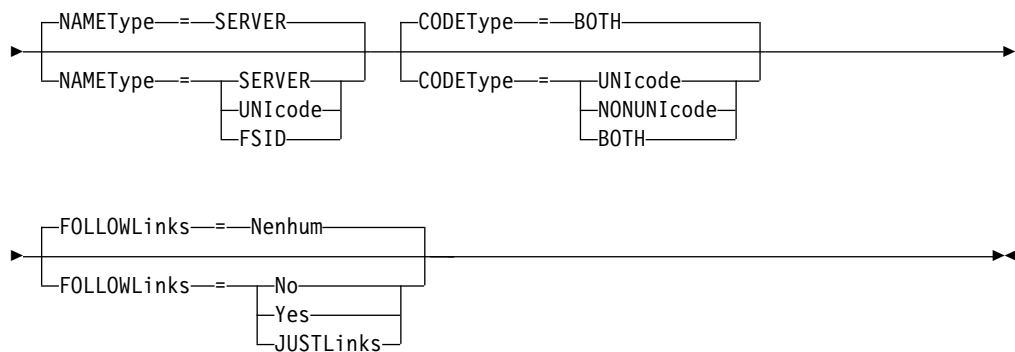 NAMEType = SERVER CODEType = BOTH
NAMEType = SERVER CODEType = UNIcode
UNIcode NONUNIcode
FSID BOTH
FOLLOWLinks = Nenhum
FOLLOWLinks = No
Yes
JUSTLinks